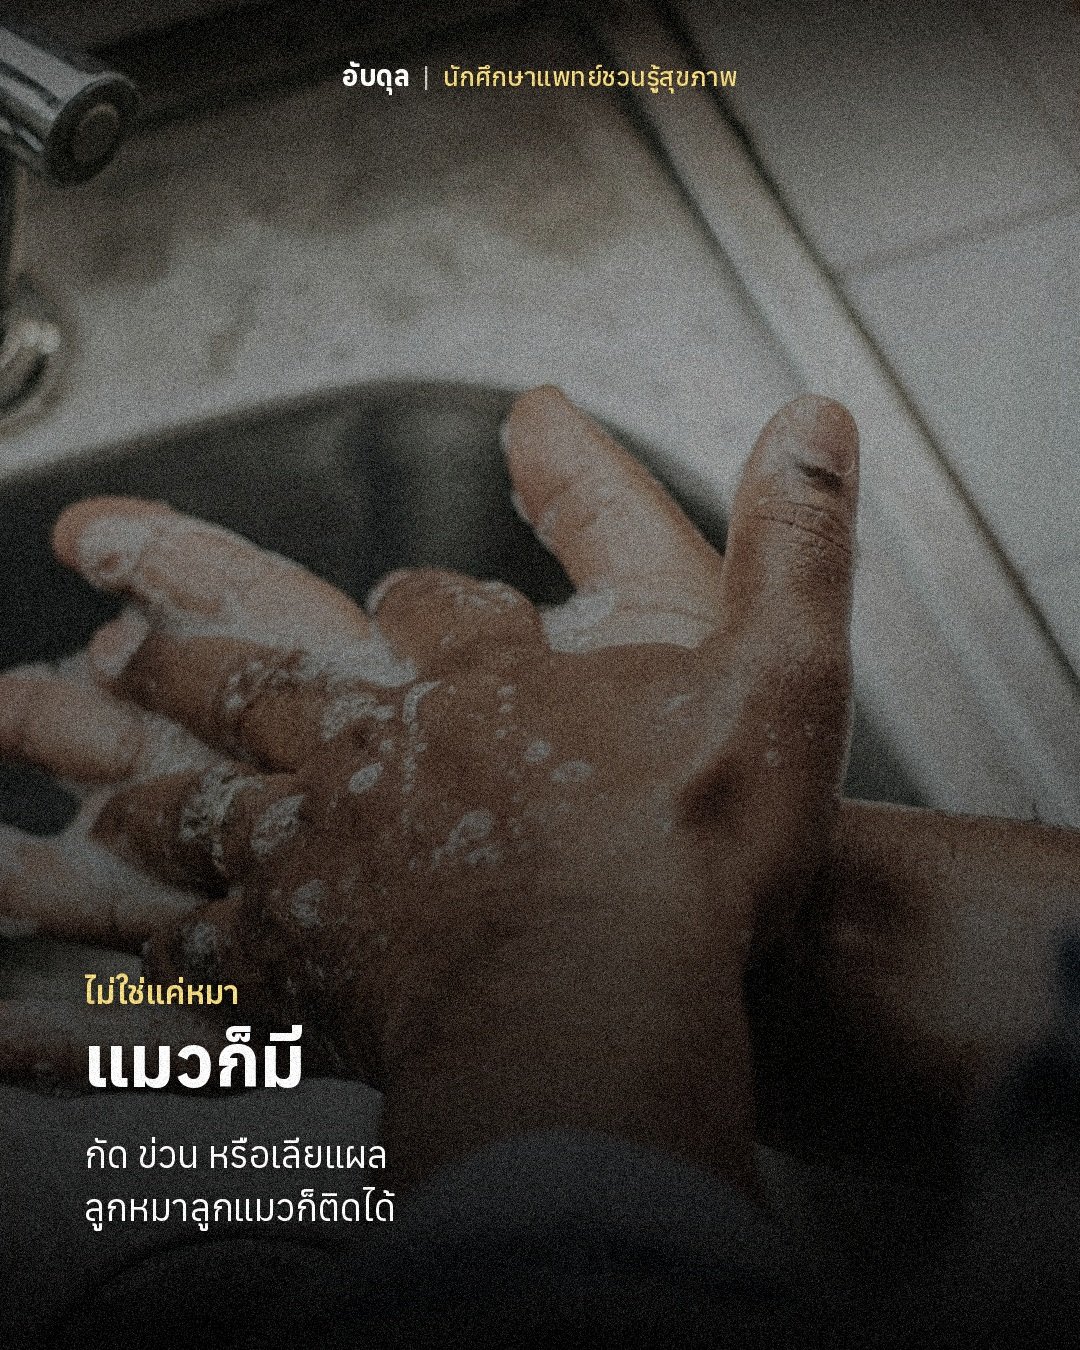 อับดุล | นักศึกษาแพทย์ชวนรู้สุขภาพ
ไม่ใช่แค่หมา
แมวก็มี
กัด ข่วน หรือเลียแผล
ลูกหมาลูกแมวก็ติดได้